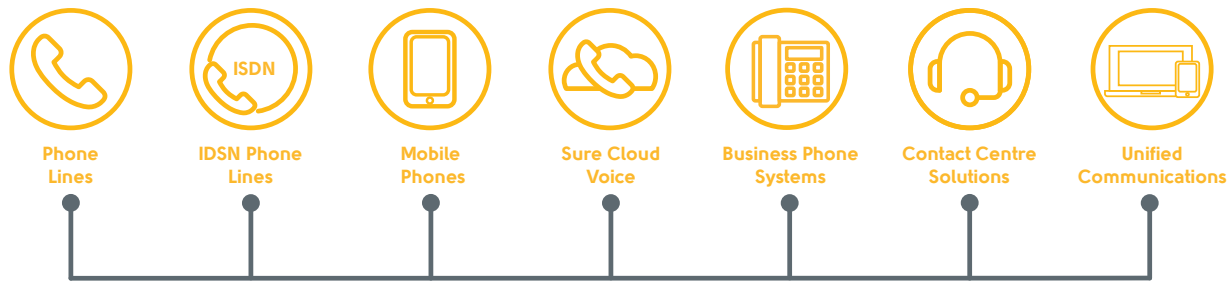 ISDN
Phone
Lines
IDSN Phone
Lines
Mobile
Phones
Sure Cloud
Voice
Business Phone
Systems
Contact Centre
Solutions
Unified
Communications